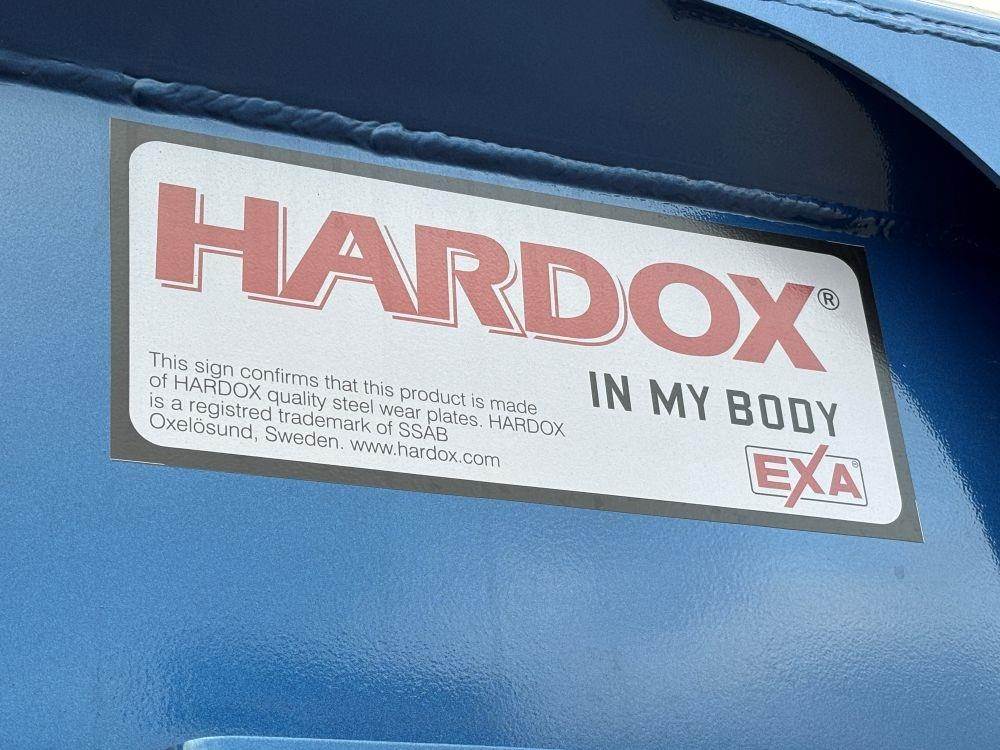 HARDOX®
IN MY BODY
This sign confirms that this product is made
of HARDOX quality steel wear plates. HARDOX
is a registred trademark of SSAB
Oxelösund, Sweden. www.hardox.com
EXA®